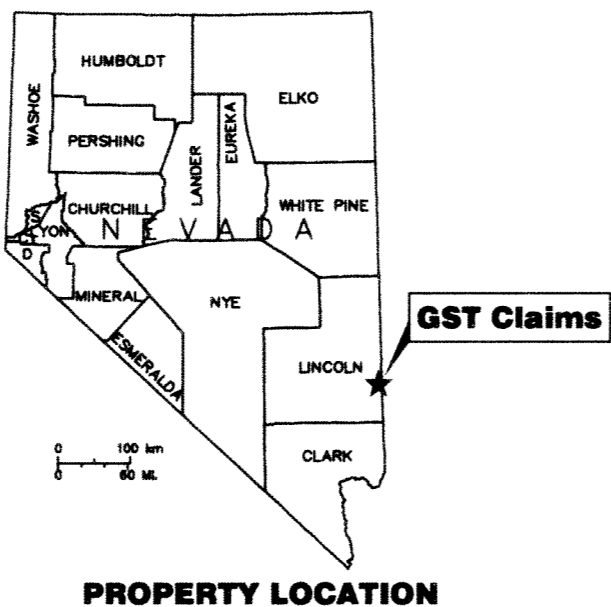 HUMBOLDT
ELKO
WASHOE
PERSHING
LANDER
EUREKA
CHURCHILL
WHITE PINE
LYON
NEVADA
D
MINERAL
NYE
GST Claims
ESMERALDA
LINCOLN
0 100 km
0 60 Mi.
CLARK
PROPERTY LOCATION